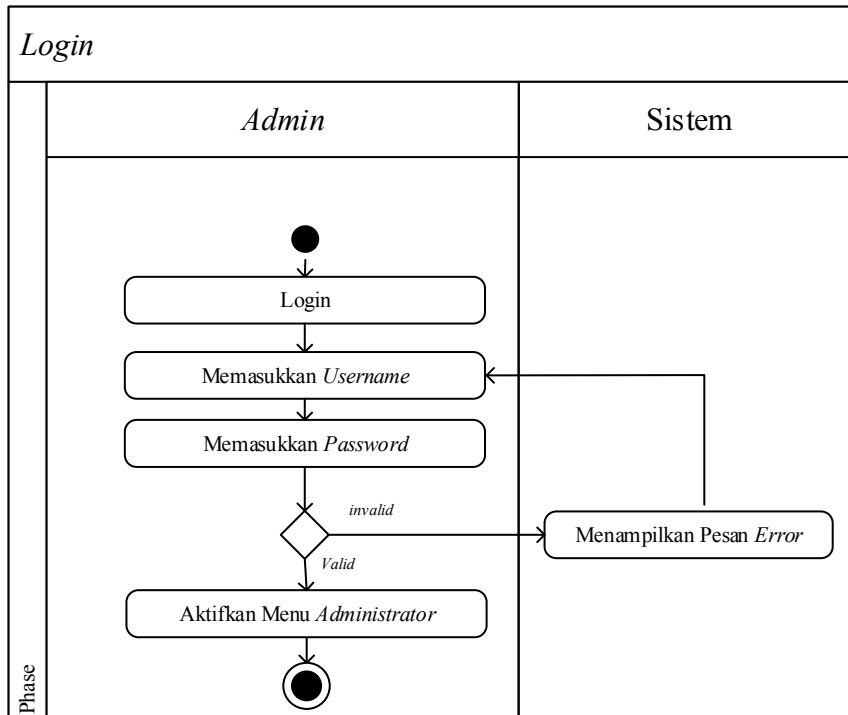 Login
Admin
Sistem
Login
Memasukkan Username
Memasukkan Password
invalid
Menampilkan Pesan Error
Valid
Aktifkan Menu Administrator
Phase